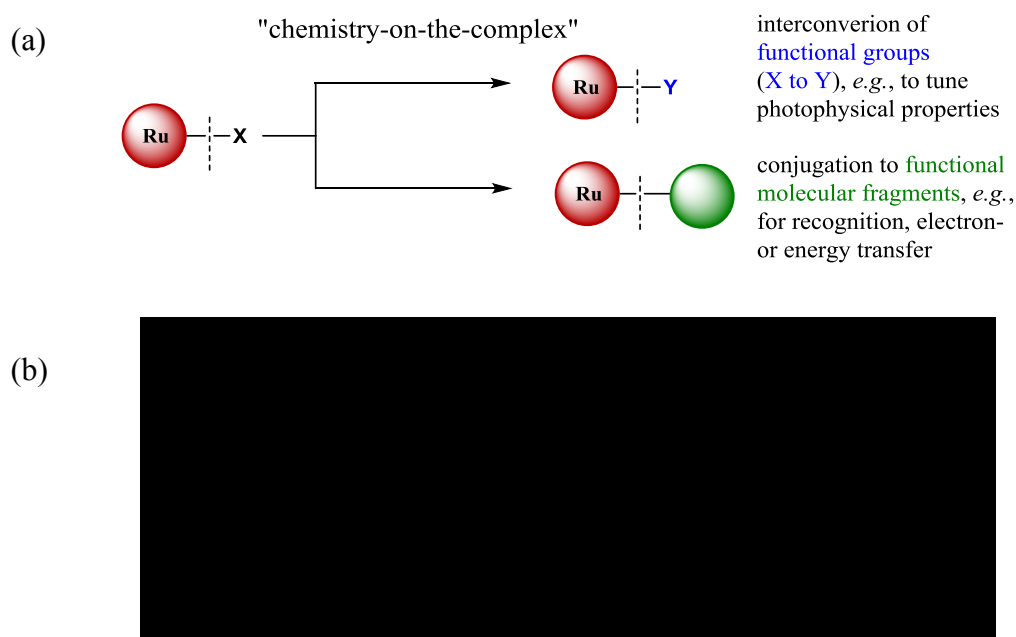 (a)
"chemistry-on-the-complex"
Ru
X
Ru
Y
interconverion of
functional groups
(X to Y), e.g., to tune
photophysical properties
Ru
conjugation to functional
molecular fragments, e.g.,
for recognition, electron-
or energy transfer
(b)